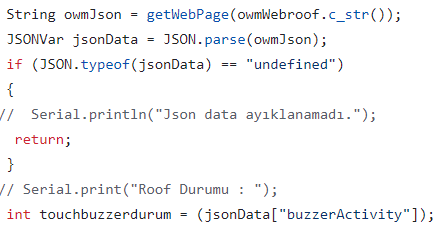 String owmJson = getWebPage(owmWebroof.c_str());
JSONVar jsonData = JSON.parse(owmJson);
if (JSON.typeof(jsonData) == "undefined")
{
//  Serial.println("Json data ayıklanamadı.");
return;
}
// Serial.print("Roof Durumu : ");
int touchbuzzerdurum = (jsonData["buzzerActivity"]);